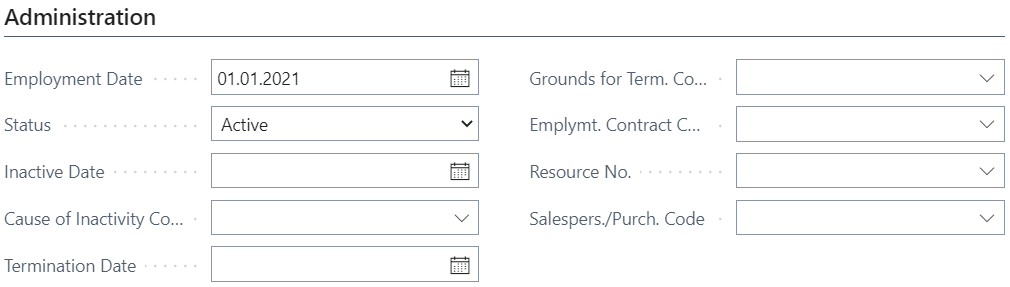 Administration
Employment Date 01.01.2021
Status Active
Inactive Date
Cause of Inactivity Co...
Termination Date
Grounds for Term. Co...
Emplymt. Contract C...
Resource No.
Salespers./Purch. Code